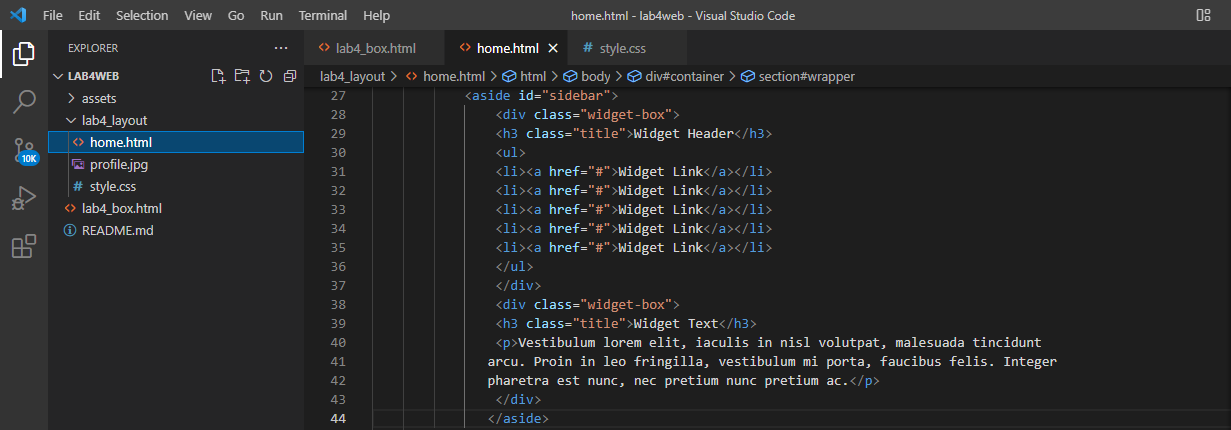 File Edit Selection View Go Run Terminal Help home.html - lab4web - Visual Studio Code
EXPLORER ···
lab4_box.html home.html style.css
LAB4WEB
lab4_layout > home.html > html > body > div#container > section#wrapper
assets
lab4_layout
home.html
profile.jpg
style.css
lab4_box.html
README.md
10K
27 <aside id="sidebar">
28 <div class="widget-box">
29 <h3 class="title">Widget Header</h3>
30 <ul>
31 <li><a href="#">Widget Link</a></li>
32 <li><a href="#">Widget Link</a></li>
33 <li><a href="#">Widget Link</a></li>
34 <li><a href="#">Widget Link</a></li>
35 <li><a href="#">Widget Link</a></li>
36 </ul>
37 </div>
38 <div class="widget-box">
39 <h3 class="title">Widget Text</h3>
40 <p>Vestibulum lorem elit, iaculis in nisl volutpat, malesuada tincidunt
41 arcu. Proin in leo fringilla, vestibulum mi porta, faucibus felis. Integer
42 pharetra est nunc, nec pretium nunc pretium ac.</p>
43 </div>
44 </aside>